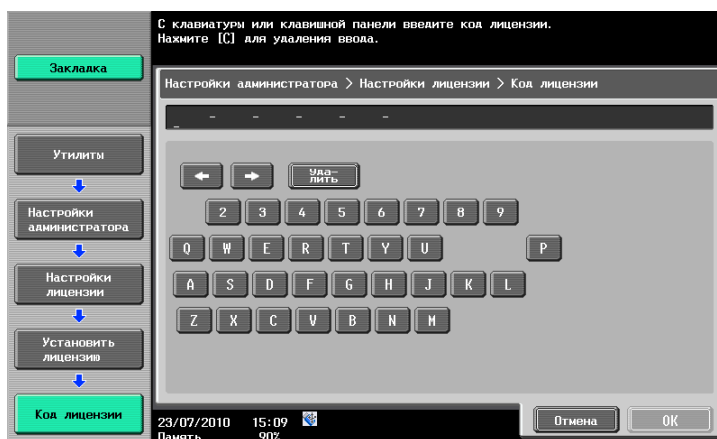 С клавиатуры или клавишной панели введите код лицензии.
Нажмите [C] для удаления ввода.
Закладка
Настройки администратора > Настройки лицензии > Код лицензии
_ - - - - -
Утилиты
Уда-
лить
2 3 4 5 6 7 8 9
Настройки
администратора
Q W E R T Y U P
Настройки
лицензии
A S D F G H J K L
Z X C V B N M
Установить
лицензию
Код лицензии
23/07/2010 15:09
Память 90%
Отмена
OK